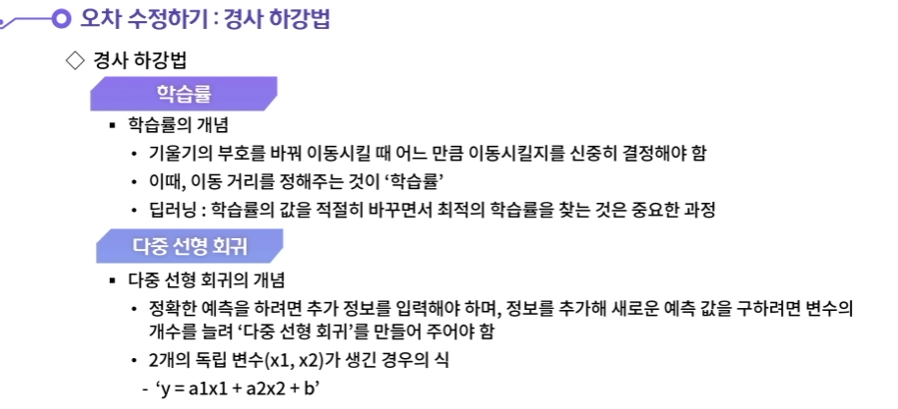 오차 수정하기 : 경사 하강법
◇ 경사 하강법
학습률
▪ 학습률의 개념
• 기울기의 부호를 바꿔 이동시킬 때 어느 만큼 이동시킬지를 신중히 결정해야 함
• 이때, 이동 거리를 정해주는 것이 ‘학습률’
• 딥러닝 : 학습률의 값을 적절히 바꾸면서 최적의 학습률을 찾는 것은 중요한 과정
다중 선형 회귀
▪ 다중 선형 회귀의 개념
• 정확한 예측을 하려면 추가 정보를 입력해야 하며, 정보를 추가해 새로운 예측 값을 구하려면 변수의
개수를 늘려 ‘다중 선형 회귀’를 만들어 주어야 함
• 2개의 독립 변수(x1, x2)가 생긴 경우의 식
- ‘y = a1x1 + a2x2 + b’